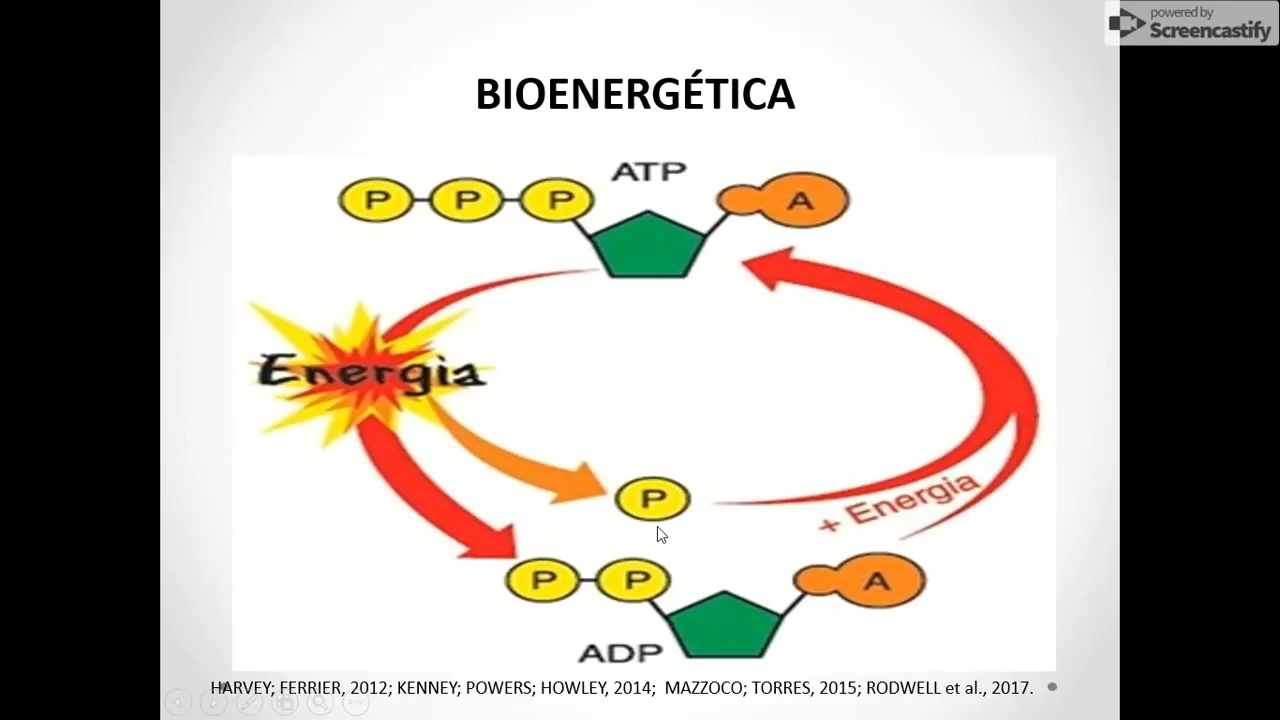 powered by
Screencastify
BIOENERGÉTICA
ATP
P P P A
Energia
P
+ Energia
P P A
ADP
HARVEY; FERRIER, 2012; KENNEY; POWERS; HOWLEY, 2014; MAZZOCO; TORRES, 2015; RODWELL et al., 2017.